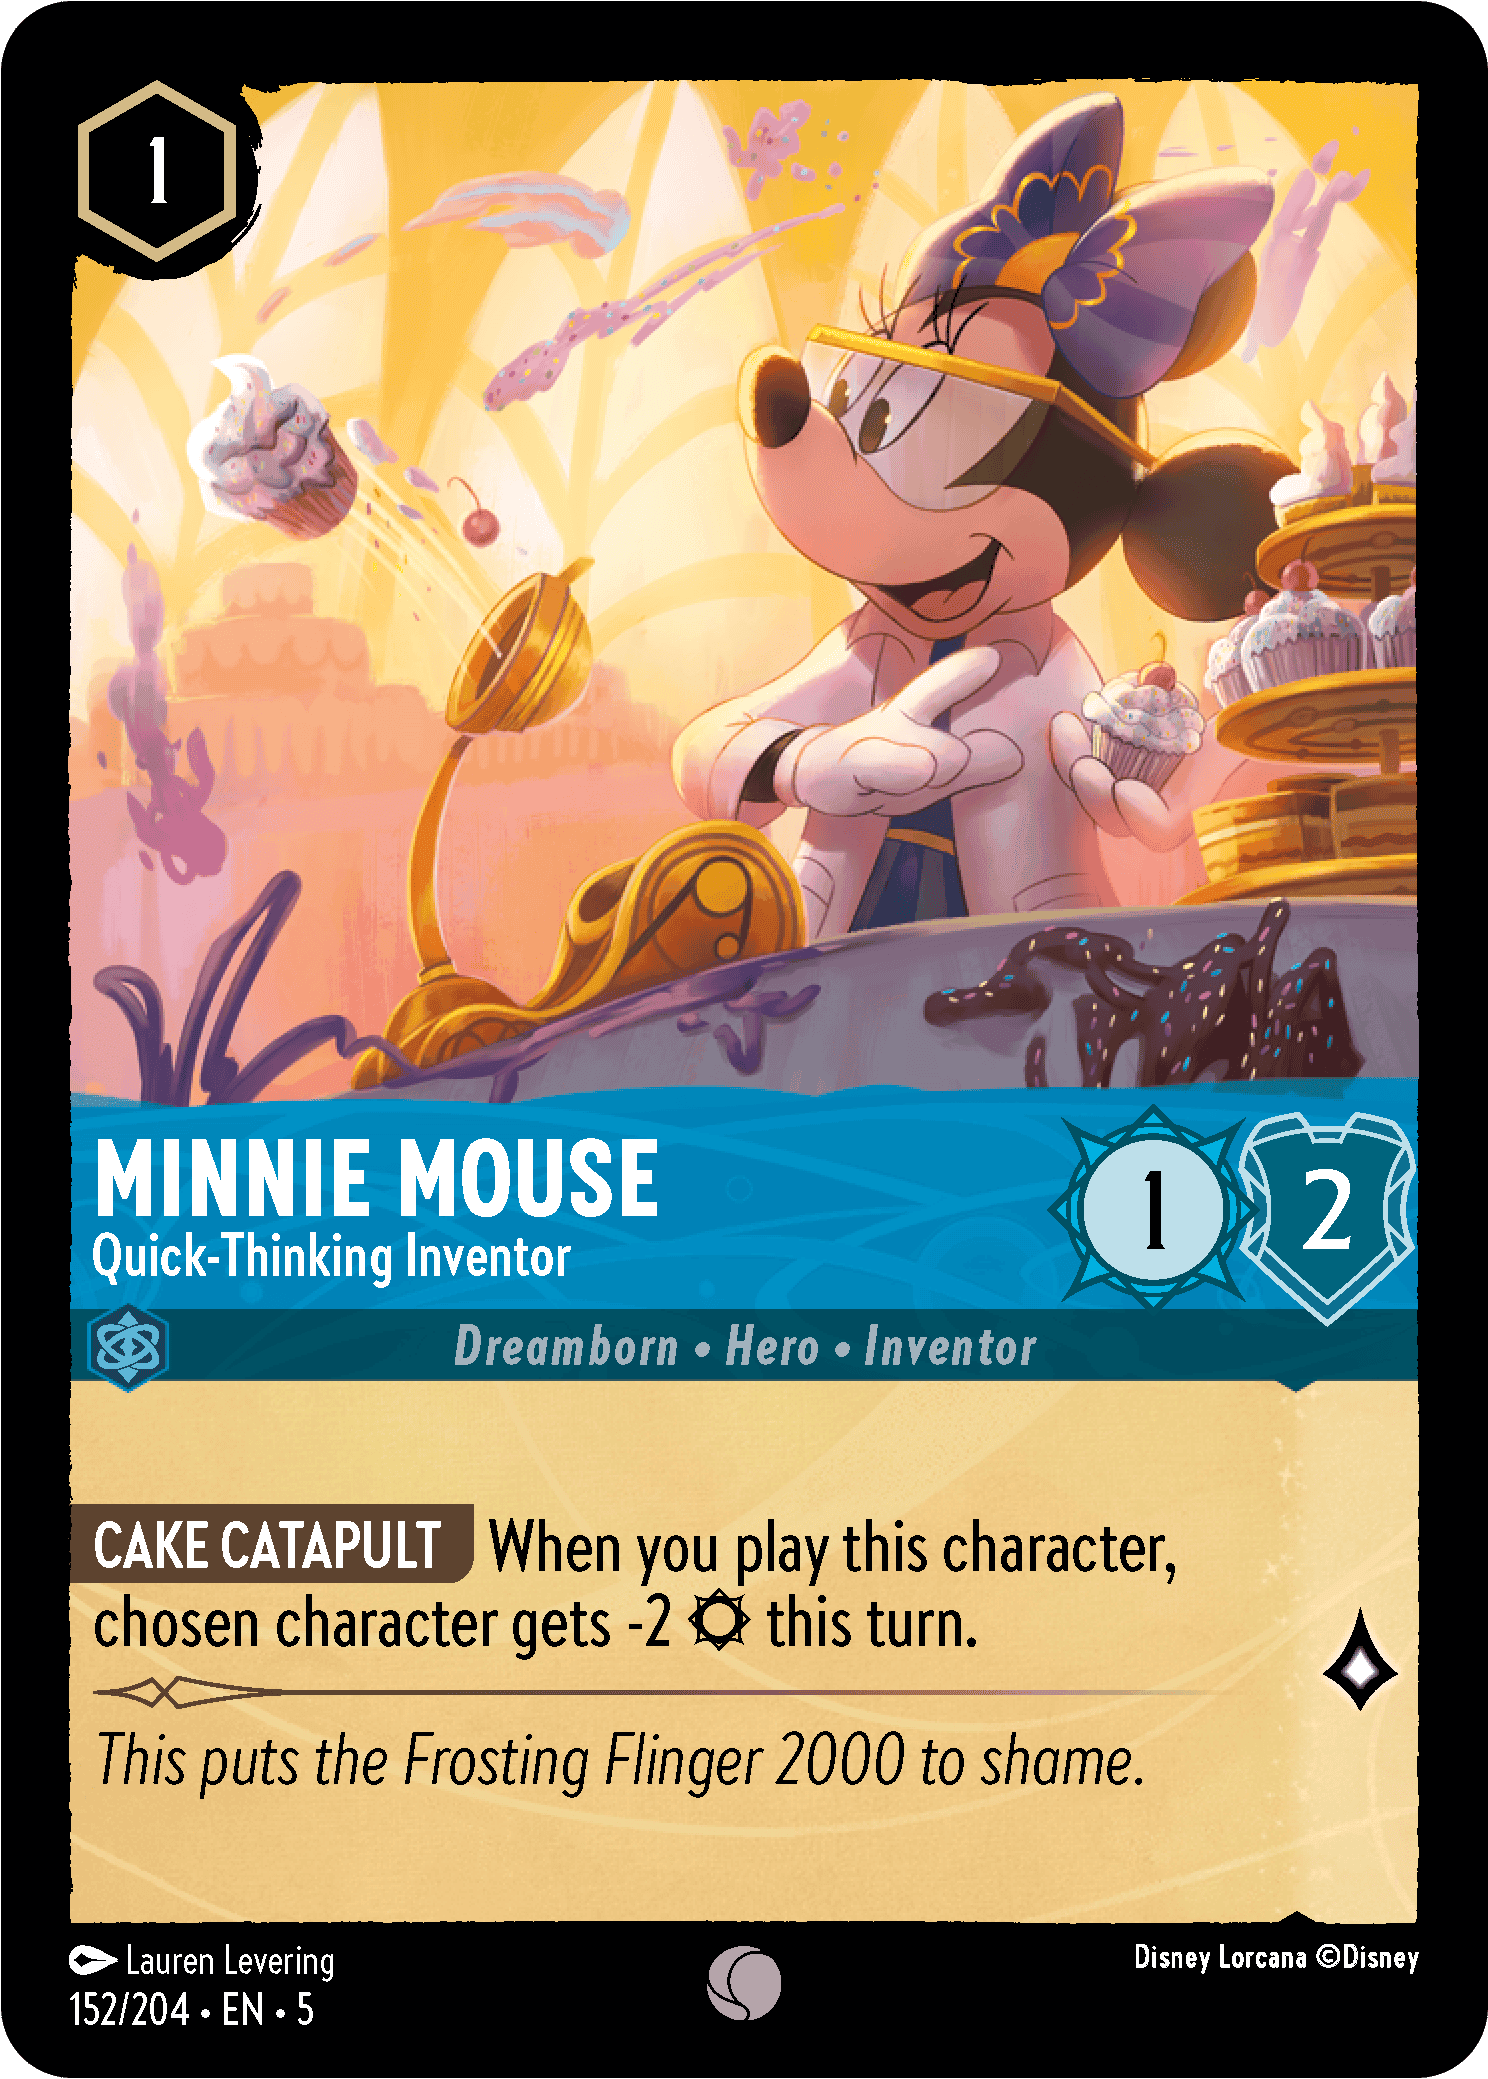 1
MINNIE MOUSE
Quick-Thinking Inventor
1
2
Dreamborn • Hero • Inventor
CAKE CATAPULT When you play this character,
chosen character gets -2 this turn.
This puts the Frosting Flinger 2000 to shame.
Lauren Levering
Disney Lorcana ©Disney
152/204 • EN • 5